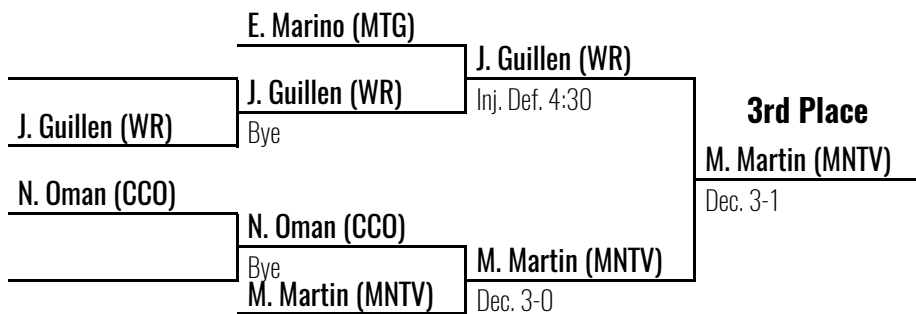 E. Marino (MTG)
J. Guillen (WR)
J. Guillen (WR)
Inj. Def. 4:30
3rd Place
J. Guillen (WR)
Bye
M. Martin (MNTV)
N. Oman (CCO)
Dec. 3-1
N. Oman (CCO)
Bye
M. Martin (MNTV)
M. Martin (MNTV)
Dec. 3-0